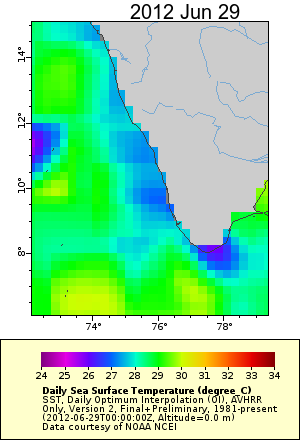 2012 Jun 29
14°
12°
10°
8°
74°
76°
78°
24 25 26 27 28 29 30 31 32 33 34
Daily Sea Surface Temperature (degree_C)
SST, Daily Optimum Interpolation (OI), AVHRR
Only, Version 2, Final+Preliminary, 1981-present
(2012-06-29T00:00:00Z, Altitude=0.0 m)
Data courtesy of NOAA NCEI